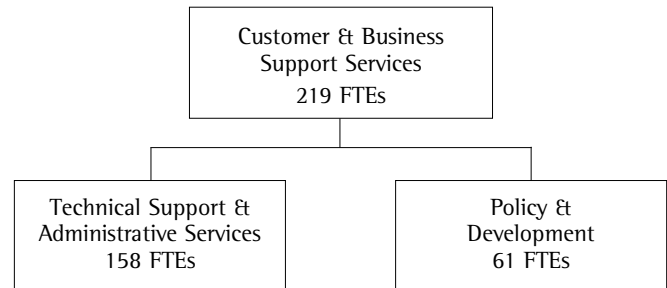 Customer & Business
Support Services
219 FTEs
Technical Support &
Administrative Services
158 FTEs
Policy &
Development
61 FTEs